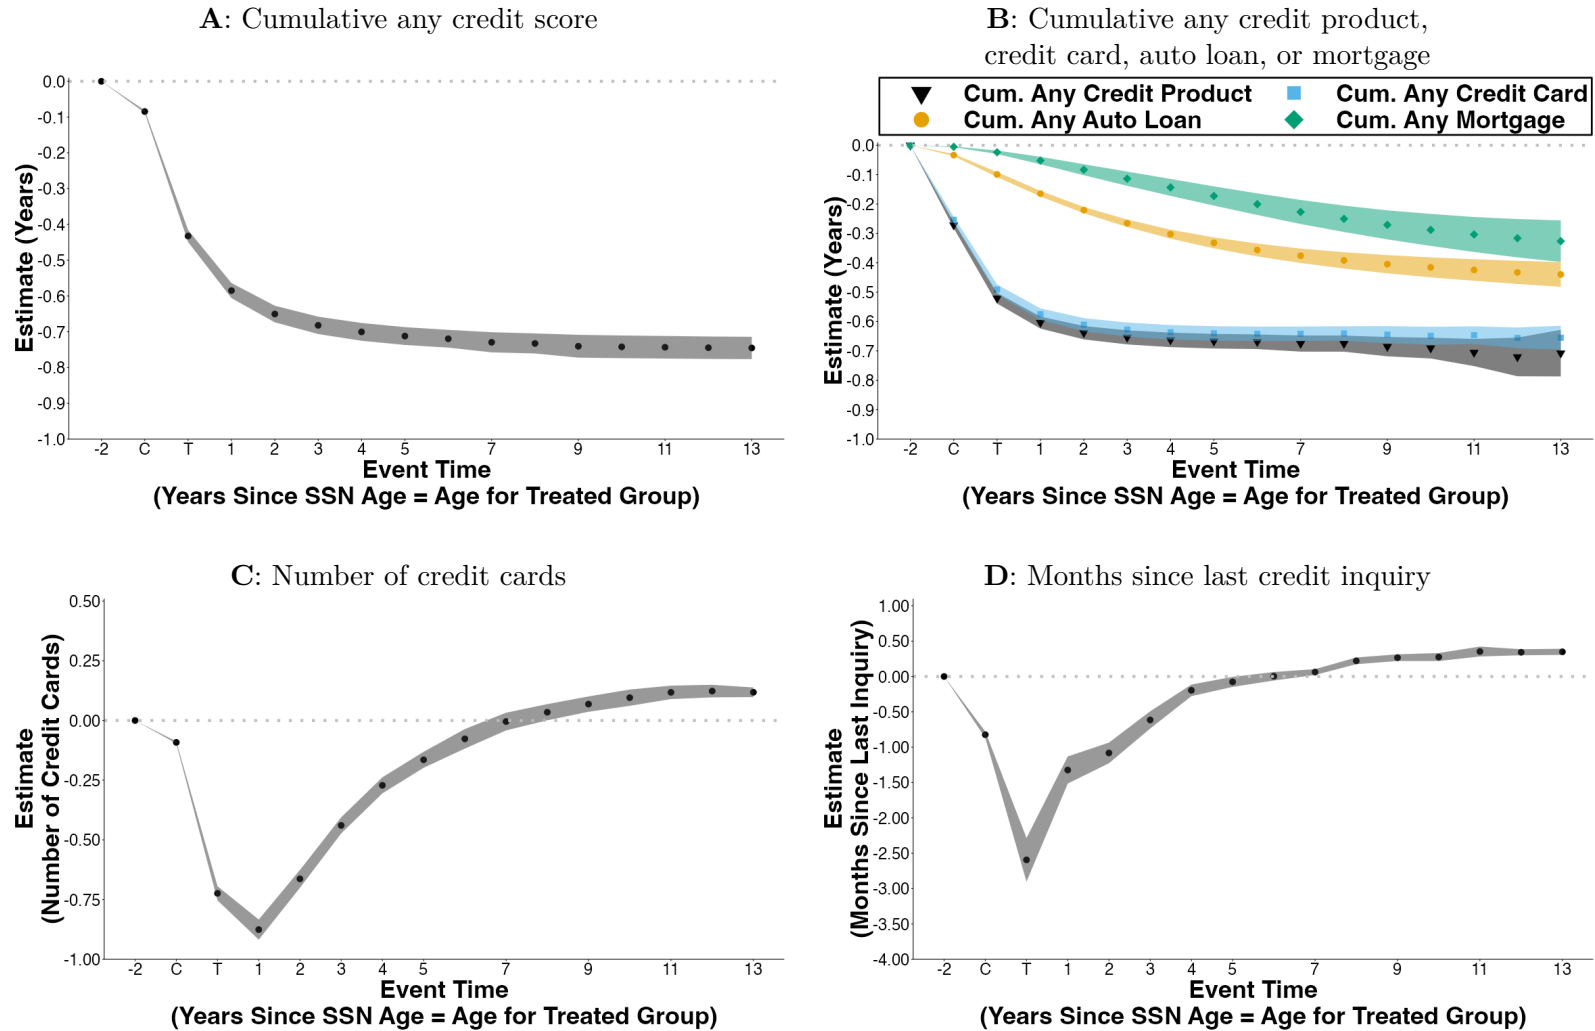 A: Cumulative any credit score
0.0
-0.1
-0.2
-0.3
-0.4
-0.5
-0.6
-0.7
-0.8
-0.9
-1.0
Estimate (Years)
-2 C T 1 2 3 4 5 7 9 11 13
Event Time
(Years Since SSN Age = Age for Treated Group)
B: Cumulative any credit product,
credit card, auto loan, or mortgage
Cum. Any Credit Product Cum. Any Credit Card
Cum. Any Auto Loan Cum. Any Mortgage
0.0
-0.1
-0.2
-0.3
-0.4
-0.5
-0.6
-0.7
-0.8
-0.9
-1.0
Estimate (Years)
-2 C T 1 2 3 4 5 7 9 11 13
Event Time
(Years Since SSN Age = Age for Treated Group)
C: Number of credit cards
0.50
0.25
0.00
-0.25
-0.50
-0.75
-1.00
Estimate
(Number of Credit Cards)
-2 C T 1 2 3 4 5 7 9 11 13
Event Time
(Years Since SSN Age = Age for Treated Group)
D: Months since last credit inquiry
1.00
0.50
0.00
-0.50
-1.00
-1.50
-2.00
-2.50
-3.00
-3.50
-4.00
Estimate
(Months Since Last Inquiry)
-2 C T 1 2 3 4 5 7 9 11 13
Event Time
(Years Since SSN Age = Age for Treated Group)